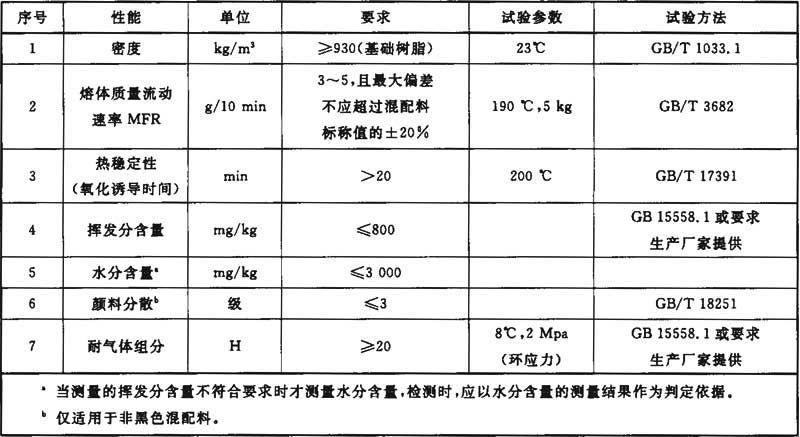 序号 性能 单位 要求 试验参数 试验方法
1 密度 kg/m³ ≥930(基础树脂) 23℃ GB/T 1033.1
2 熔体质量流动 速率 MFR g/10 min 3～5,且最大偏差 不应超过混配料 标称值的±20% 190 ℃,5 kg GB/T 3682
3 热稳定性 (氧化诱导时间) min >20 200 ℃ GB/T 17391
4 挥发分含量 mg/kg ≤800 GB 15558.1 或要求 生产厂家提供
5 水分含量ᵃ mg/kg ≤3 000
6 颜料分散ᵇ 级 ≤3 GB/T 18251
7 耐气体组分 H ≥20 8℃,2 Mpa (环应力) GB 15558.1 或要求 生产厂家提供
ᵃ 当测量的挥发分含量不符合要求时才测量水分含量,检测时,应以水分含量的测量结果作为判定依据。
ᵇ 仅适用于非黑色混配料。